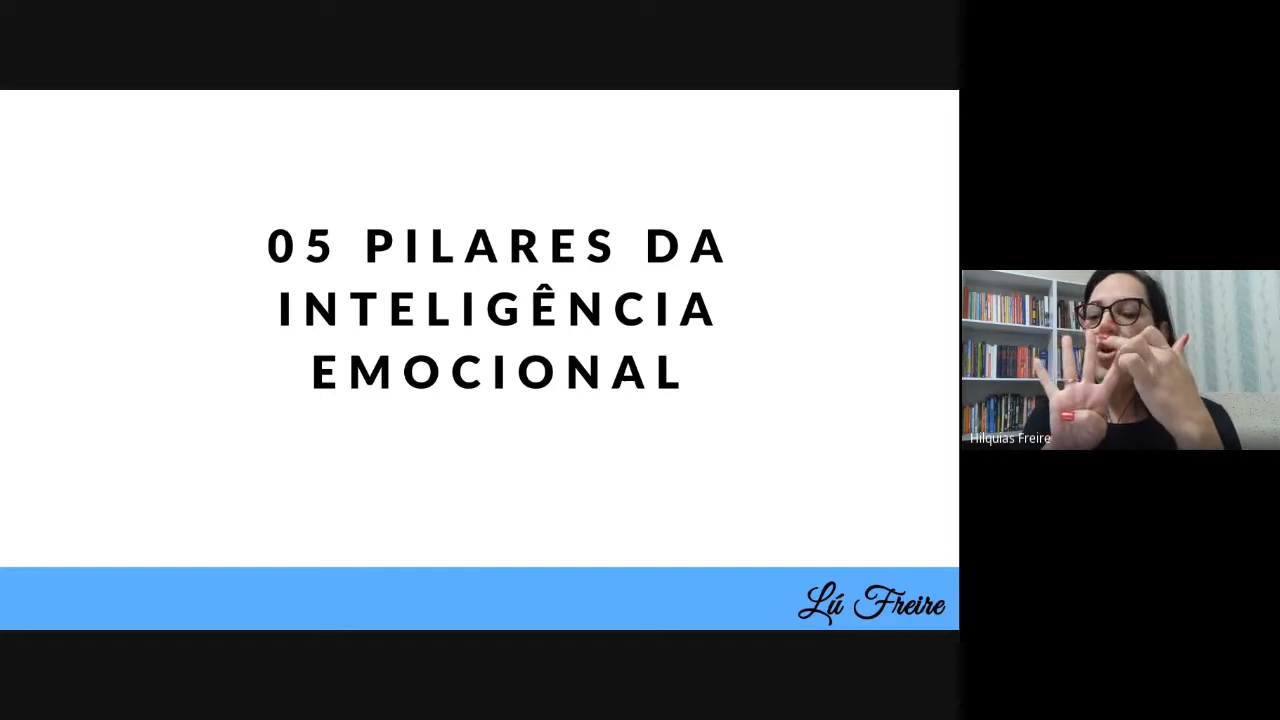 05 PILARES DA
INTELIGÊNCIA
EMOCIONAL
Lú Freire
Hilquias Freire